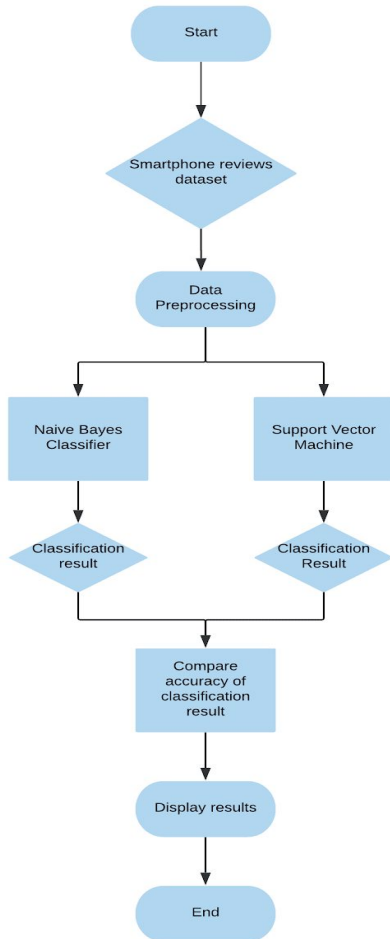 Start
Smartphone reviews
dataset
Data
Preprocessing
Naive Bayes
Classifier
Support Vector
Machine
Classification
result
Classification
Result
Compare
accuracy of
classification
result
Display results
End